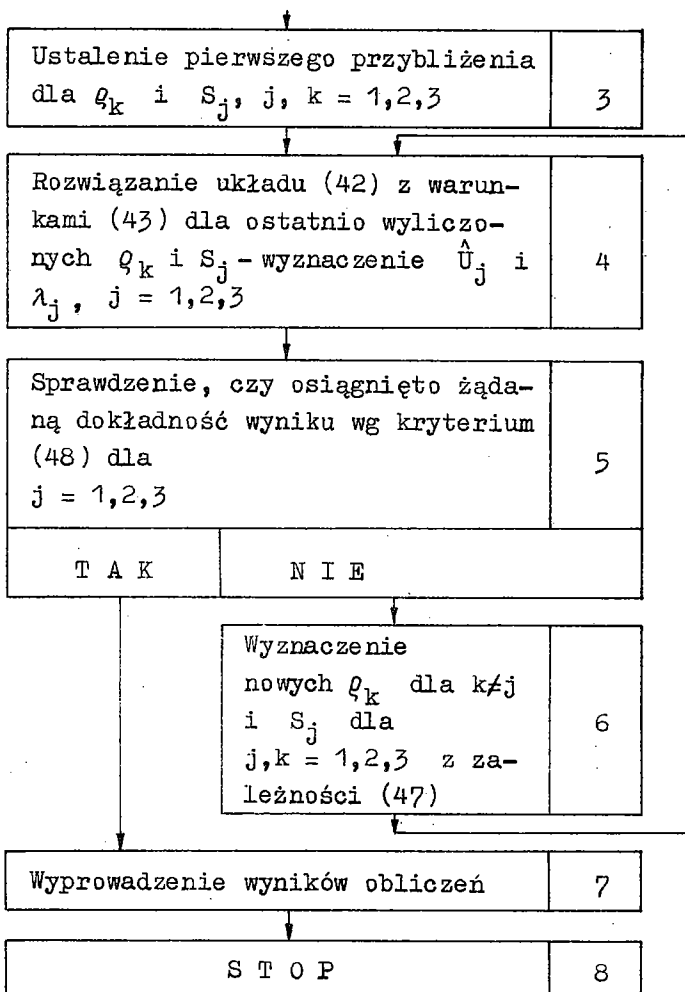 Ustalenie pierwszego przybliżenia
dla ϱk i Sj, j, k = 1,2,3
3
Rozwiązanie układu (42) z warun-
kami (43) dla ostatnio wyliczo-
nych ϱk i Sj – wyznaczenie Ûj i
λj, j = 1,2,3
4
Sprawdzenie, czy osiągnięto żąda-
ną dokładność wyniku wg kryterium
(48) dla
j = 1,2,3
5
T A K
N I E
Wyznaczenie
nowych ϱk dla k≠j
i Sj dla
j,k = 1,2,3 z za-
leżności (47)
6
Wyprowadzenie wyników obliczeń
7
S T O P
8